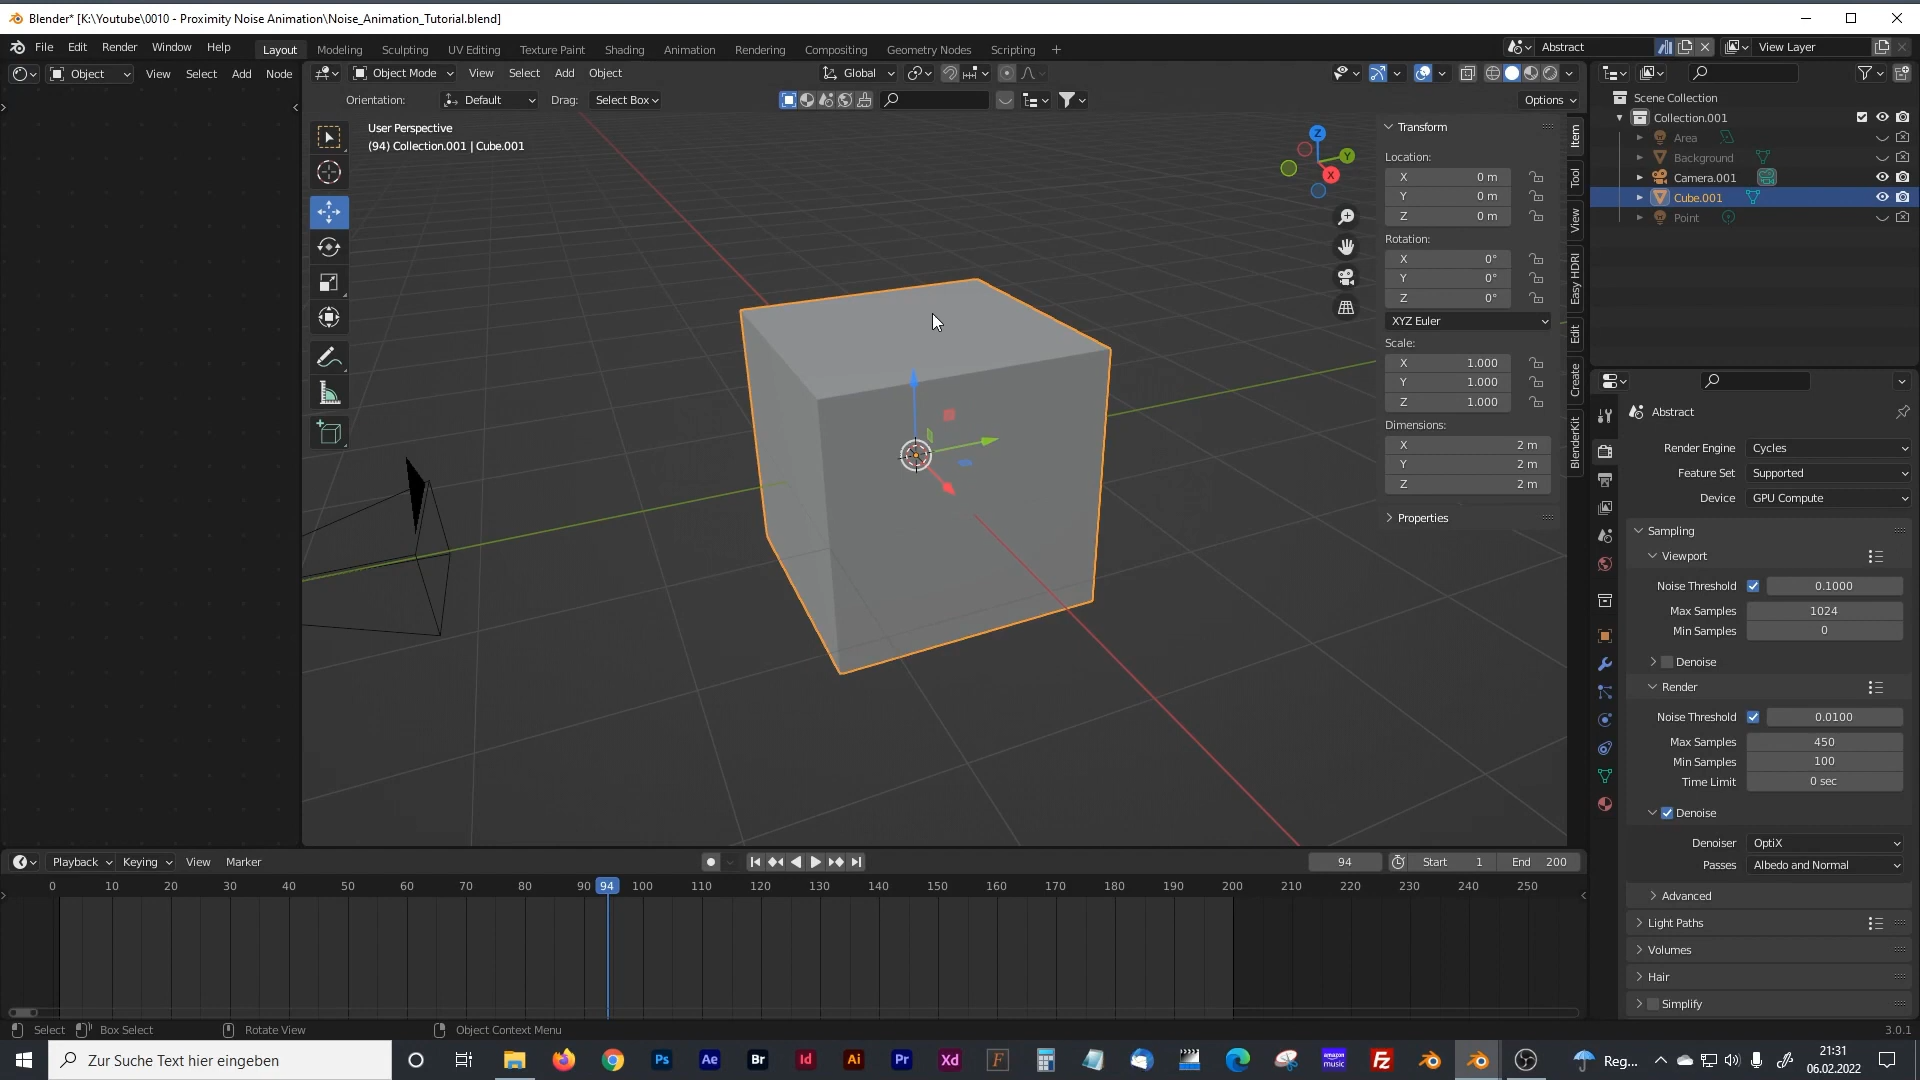 Blender* [K:\Youtube\0010 - Proximity Noise Animation\Noise_Animation_Tutorial.blend]
File Edit Render Window Help Layout Modeling Sculpting UV Editing Texture Paint Shading Animation Rendering Compositing Geometry Nodes Scripting + Abstract View Layer
Object View Select Add Node Object Mode View Select Add Object Global
Orientation: Default Drag: Select Box Options
User Perspective
(94) Collection.001 | Cube.001
Z
Y
X
Transform
Location:
X 0 m
Y 0 m
Z 0 m
Rotation:
X 0°
Y 0°
Z 0°
XYZ Euler
Scale:
X 1.000
Y 1.000
Z 1.000
Dimensions:
X 2 m
Y 2 m
Z 2 m
Properties
Item
Tool
View
Easy HDRI
Edit
Create
BlenderKit
Scene Collection
Collection.001
Area
Background
Camera.001
Cube.001
Point
Abstract
Render Engine Cycles
Feature Set Supported
Device GPU Compute
Sampling
Viewport
Noise Threshold 0.1000
Max Samples 1024
Min Samples 0
Denoise
Render
Noise Threshold 0.0100
Max Samples 450
Min Samples 100
Time Limit 0 sec
Denoise
Denoiser OptiX
Passes Albedo and Normal
Advanced
Light Paths
Volumes
Hair
Simplify
Playback Keying View Marker 94 Start 1 End 200
0 10 20 30 40 50 60 70 80 90 94 100 110 120 130 140 150 160 170 180 190 200 210 220 230 240 250
Select Box Select Rotate View Object Context Menu 3.0.1
Zur Suche Text hier eingeben Ps Ae Br Id Ai Pr Xd F amazon music Fz Reg...
21:31
06.02.2022